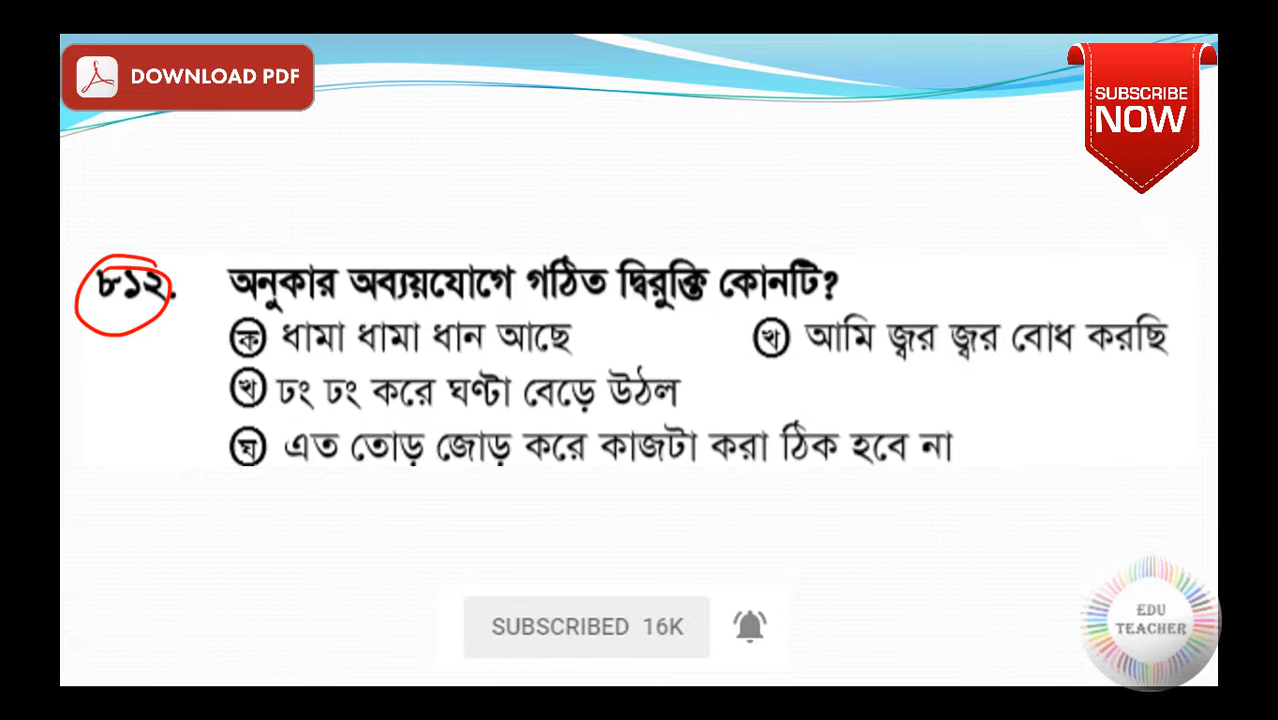 DOWNLOAD PDF
SUBSCRIBE
NOW
৮১২. অনুকার অব্যয়যোগে গঠিত দ্বিরুক্তি কোনটি?
ক ধামা ধামা ধান আছে খ আমি জ্বর জ্বর বোধ করছি
খ ঢং ঢং করে ঘণ্টা বেড়ে উঠল
ঘ এত তোড় জোড় করে কাজটা করা ঠিক হবে না
SUBSCRIBED 16K
EDU
TEACHER